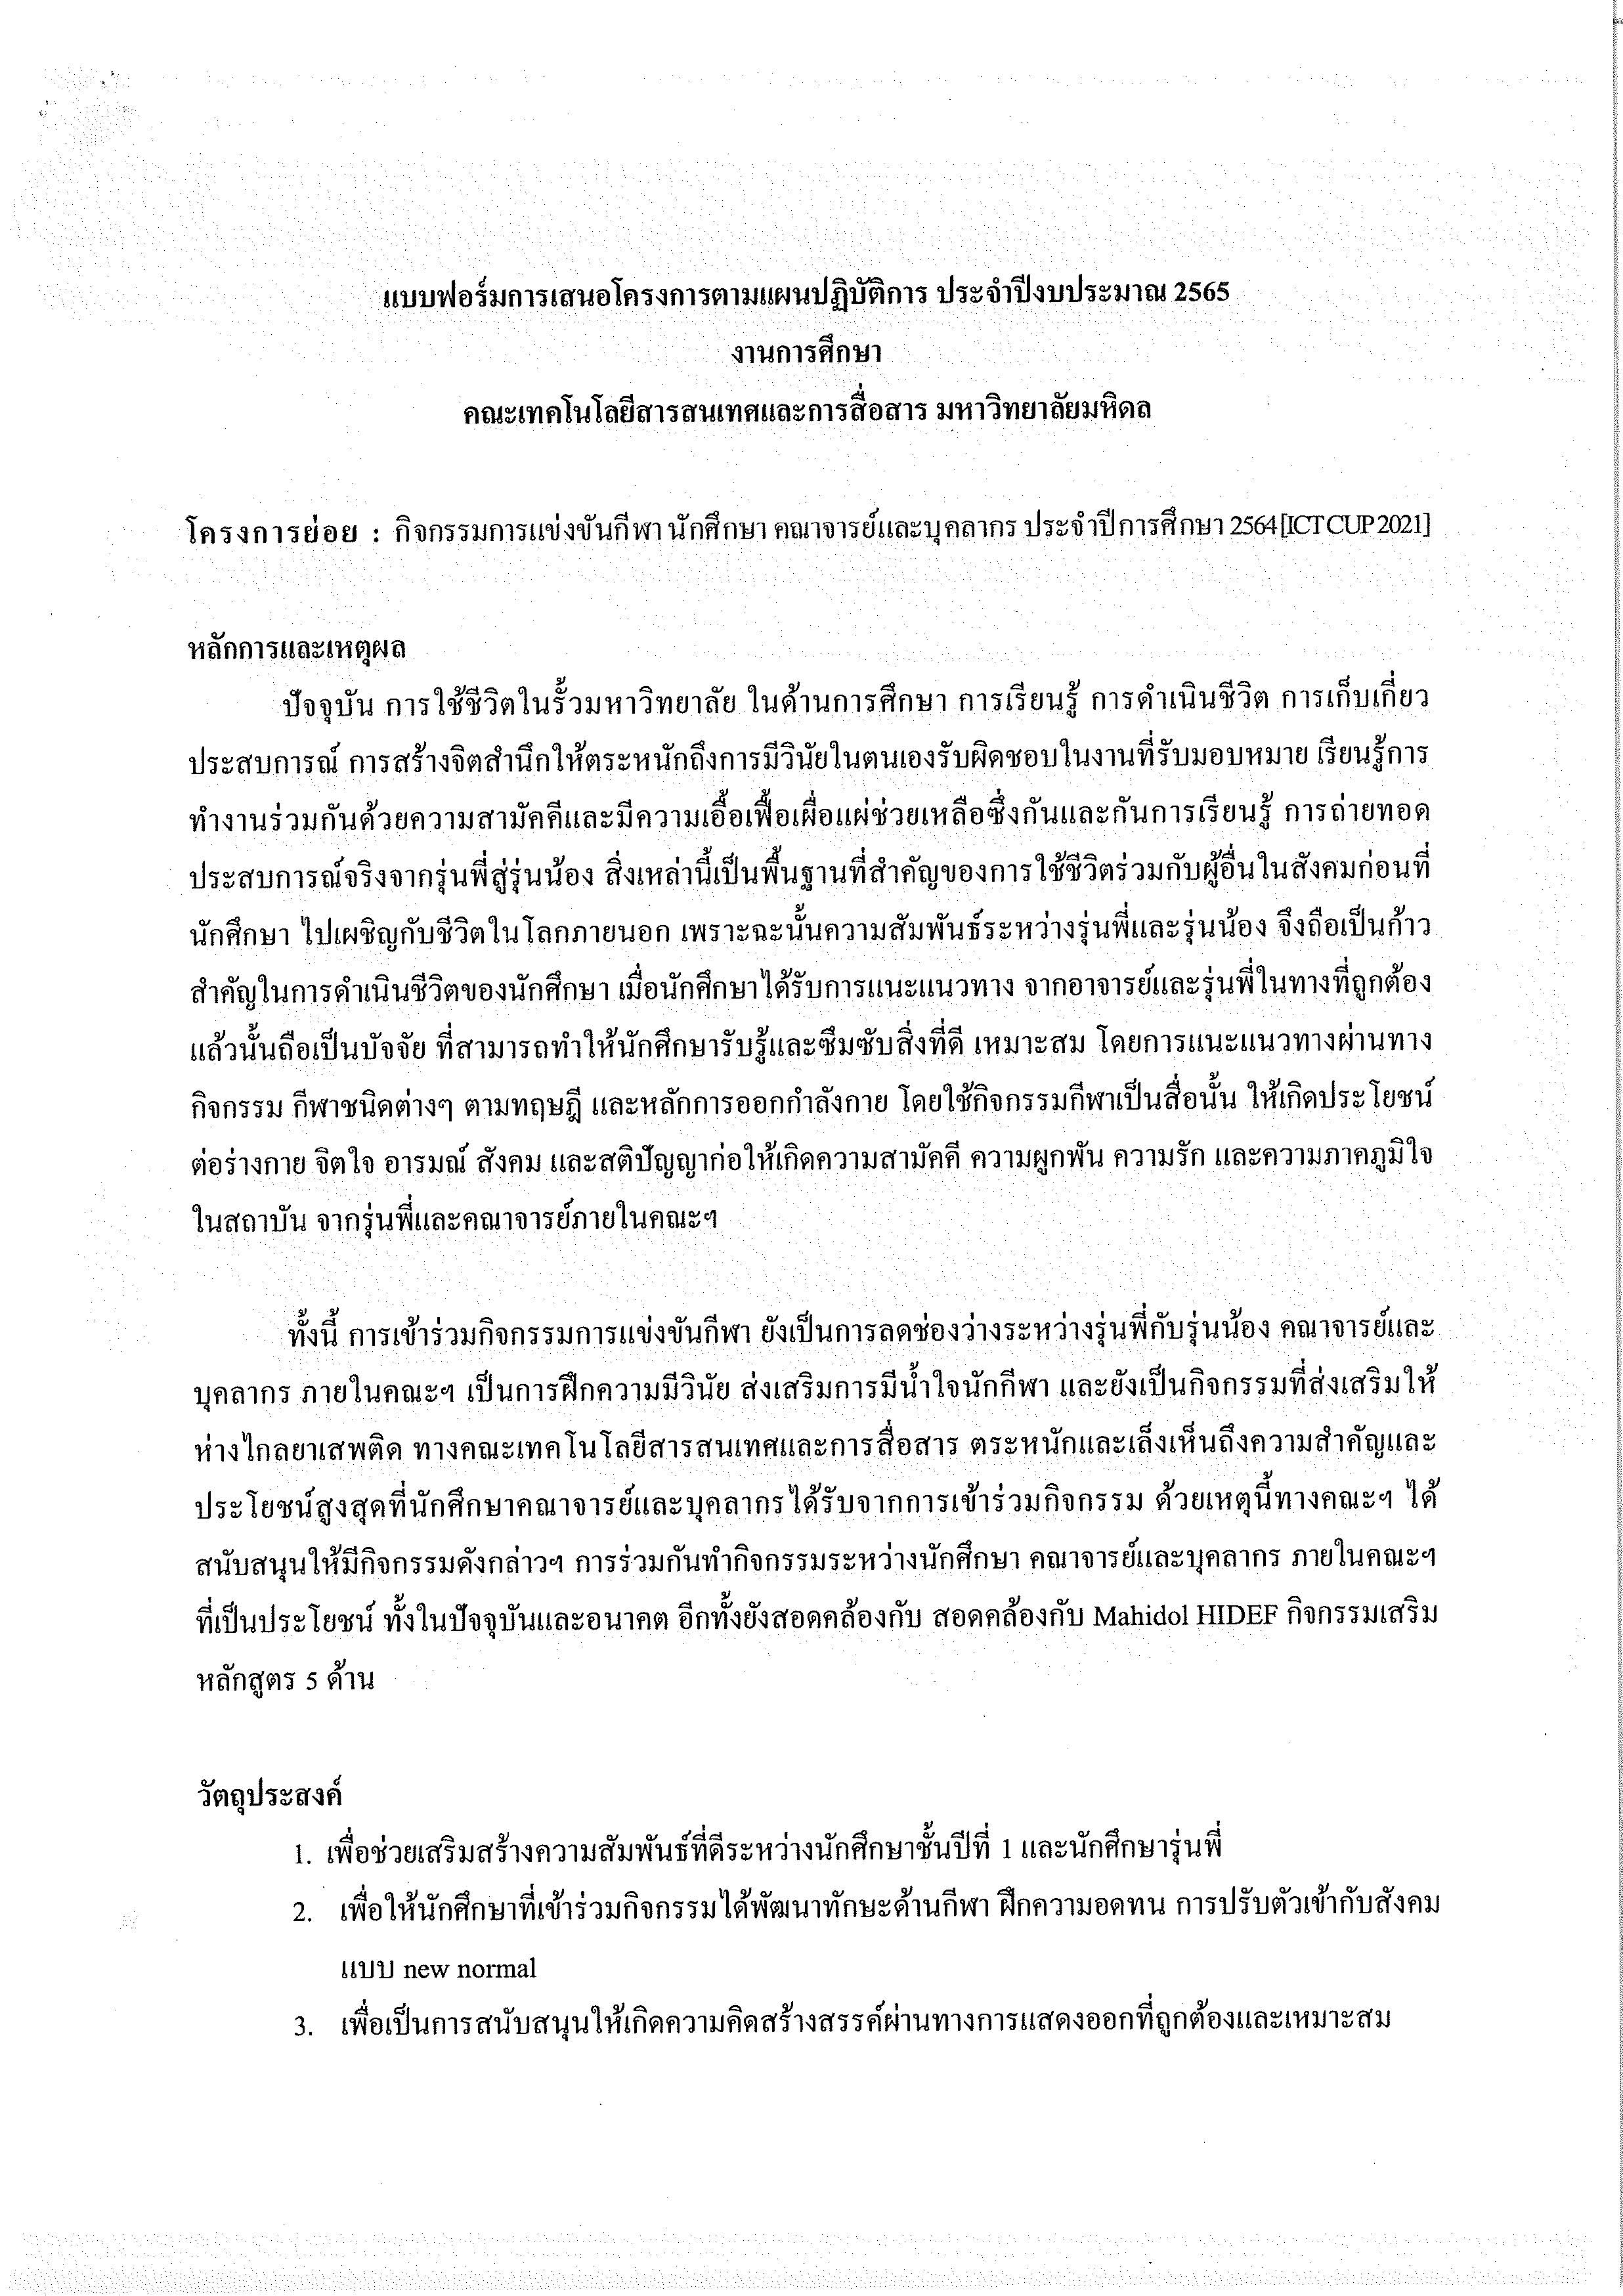 แบบฟอร์มการเสนอโครงการตามแผนปฏิบัติการ ประจำปีงบประมาณ 2565
งานการศึกษา
คณะเทคโนโลยีสารสนเทศและการสื่อสาร มหาวิทยาลัยมหิดล
โครงการย่อย : กิจกรรมการแข่งขันกีฬา นักศึกษา คณาจารย์และบุคลากร ประจำปีการศึกษา 2564 [ICT CUP 2021]
หลักการและเหตุผล
ปัจจุบัน การใช้ชีวิตในรั้วมหาวิทยาลัย ในด้านการศึกษา การเรียนรู้ การดำเนินชีวิต การเก็บเกี่ยว
ประสบการณ์ การสร้างจิตสำนึกให้ตระหนักถึงการมีวินัยในตนเองรับผิดชอบในงานที่รับมอบหมาย เรียนรู้การ
ทำงานร่วมกันด้วยความสามัคคีและมีความเอื้อเฟื้อเผื่อแผ่ช่วยเหลือซึ่งกันและกันการเรียนรู้ การถ่ายทอด
ประสบการณ์จริงจากรุ่นพี่สู่รุ่นน้อง สิ่งเหล่านี้เป็นพื้นฐานที่สำคัญของการใช้ชีวิตร่วมกับผู้อื่นในสังคมก่อนที่
นักศึกษา ไปเผชิญกับชีวิตในโลกภายนอก เพราะฉะนั้นความสัมพันธ์ระหว่างรุ่นพี่และรุ่นน้อง จึงถือเป็นก้าว
สำคัญในการดำเนินชีวิตของนักศึกษา เมื่อนักศึกษาได้รับการแนะแนวทาง จากอาจารย์และรุ่นพี่ในทางที่ถูกต้อง
แล้วนั้นถือเป็นบัจจัย ที่สามารถทำให้นักศึกษารับรู้และซึมซับสิ่งที่ดี เหมาะสม โดยการแนะแนวทางผ่านทาง
กิจกรรม กีฬาชนิดต่างๆ ตามทฤษฎี และหลักการออกกำลังกาย โดยใช้กิจกรรมกีฬาเป็นสื่อนั้น ให้เกิดประโยชน์
ต่อร่างกาย จิตใจ อารมณ์ สังคม และสติปัญญาก่อให้เกิดความสามัคคี ความผูกพัน ความรัก และความภาคภูมิใจ
ในสถาบัน จากรุ่นพี่และคณาจารย์ภายในคณะฯ
ทั้งนี้ การเข้าร่วมกิจกรรมการแข่งขันกีฬา ยังเป็นการลดช่องว่างระหว่างรุ่นพี่กับรุ่นน้อง คณาจารย์และ
บุคลากร ภายในคณะฯ เป็นการฝึกความมีวินัย ส่งเสริมการมีน้ำใจนักกีฬา และยังเป็นกิจกรรมที่ส่งเสริมให้
ห่างไกลยาเสพติด ทางคณะเทคโนโลยีสารสนเทศและการสื่อสาร ตระหนักและเล็งเห็นถึงความสำคัญและ
ประโยชน์สูงสุดที่นักศึกษาคณาจารย์และบุคลากรได้รับจากการเข้าร่วมกิจกรรม ด้วยเหตุนี้ทางคณะฯ ได้
สนับสนุนให้มีกิจกรรมดังกล่าวฯ การร่วมกันทำกิจกรรมระหว่างนักศึกษา คณาจารย์และบุคลากร ภายในคณะฯ
ที่เป็นประโยชน์ ทั้งในปัจจุบันและอนาคต อีกทั้งยังสอดคล้องกับ สอดคล้องกับ Mahidol HIDEF กิจกรรมเสริม
หลักสูตร 5 ด้าน
วัตถุประสงค์
1. เพื่อช่วยเสริมสร้างความสัมพันธ์ที่ดีระหว่างนักศึกษาชั้นปีที่ 1 และนักศึกษารุ่นพี่
2. เพื่อให้นักศึกษาที่เข้าร่วมกิจกรรมได้พัฒนาทักษะด้านกีฬา ฝึกความอดทน การปรับตัวเข้ากับสังคม
แบบ new normal
3. เพื่อเป็นการสนับสนุนให้เกิดความคิดสร้างสรรค์ผ่านทางการแสดงออกที่ถูกต้องและเหมาะสม